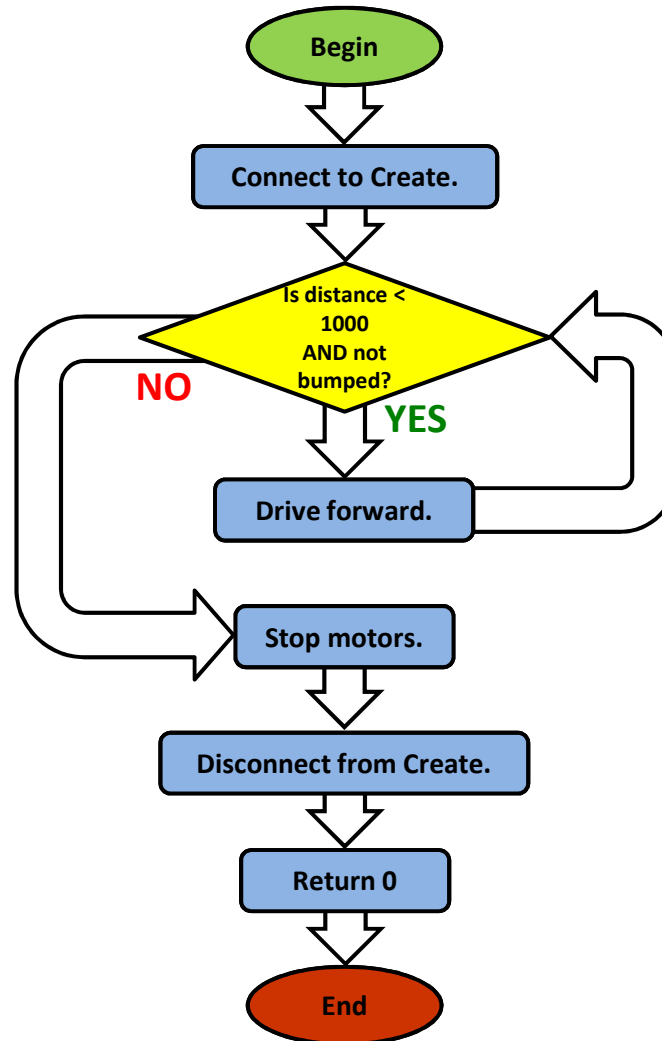 Begin
Connect to Create.
Is distance <
1000
AND not
bumped?
NO
YES
Drive forward.
Stop motors.
Disconnect from Create.
Return 0
End